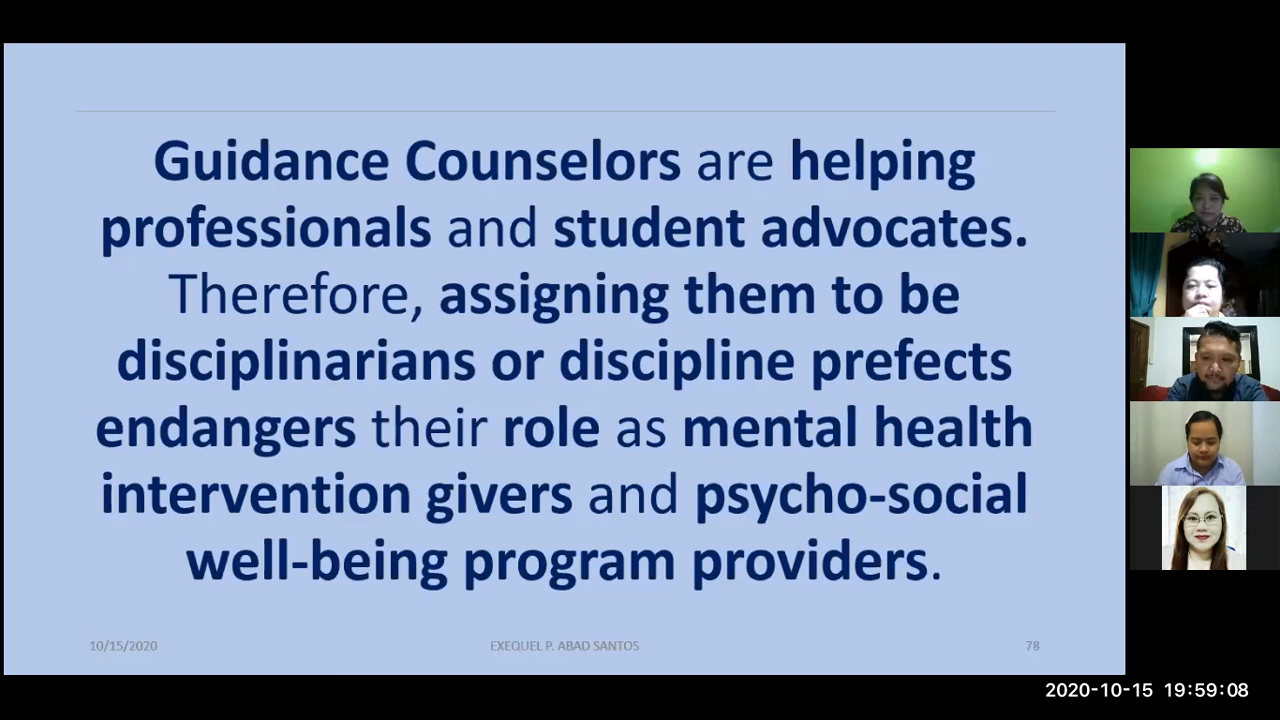 Guidance Counselors are helping
professionals and student advocates.
Therefore, assigning them to be
disciplinarians or discipline prefects
endangers their role as mental health
intervention givers and psycho-social
well-being program providers.
10/15/2020
EXEQUEL P. ABAD SANTOS
78
2020-10-15 19:59:08